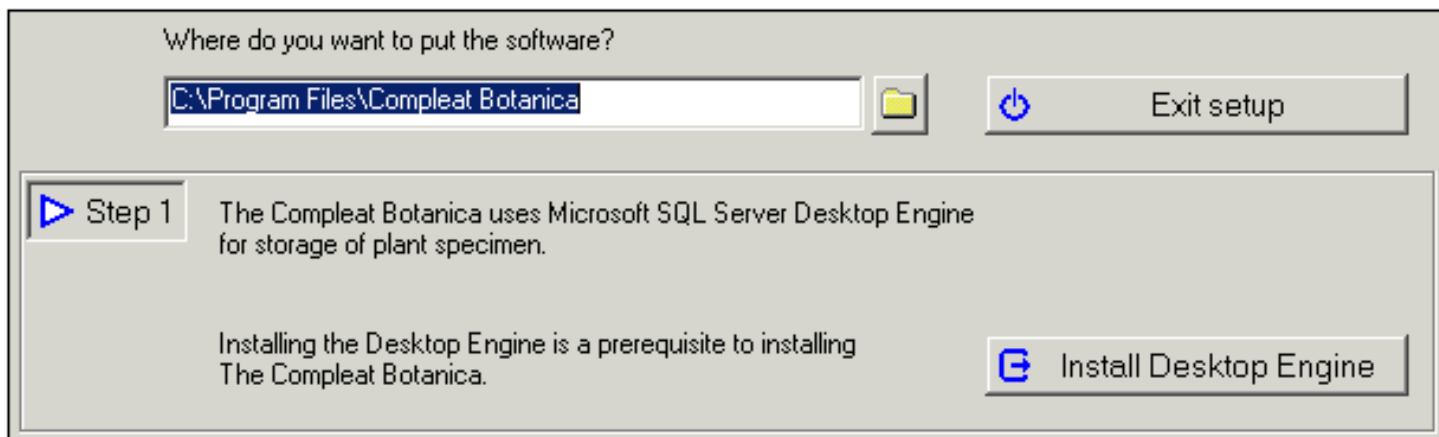 Where do you want to put the software?
C:\Program Files\Compleat Botanica
Exit setup
Step 1
The Compleat Botanica uses Microsoft SQL Server Desktop Engine
for storage of plant specimen.
Installing the Desktop Engine is a prerequisite to installing
The Compleat Botanica.
Install Desktop Engine